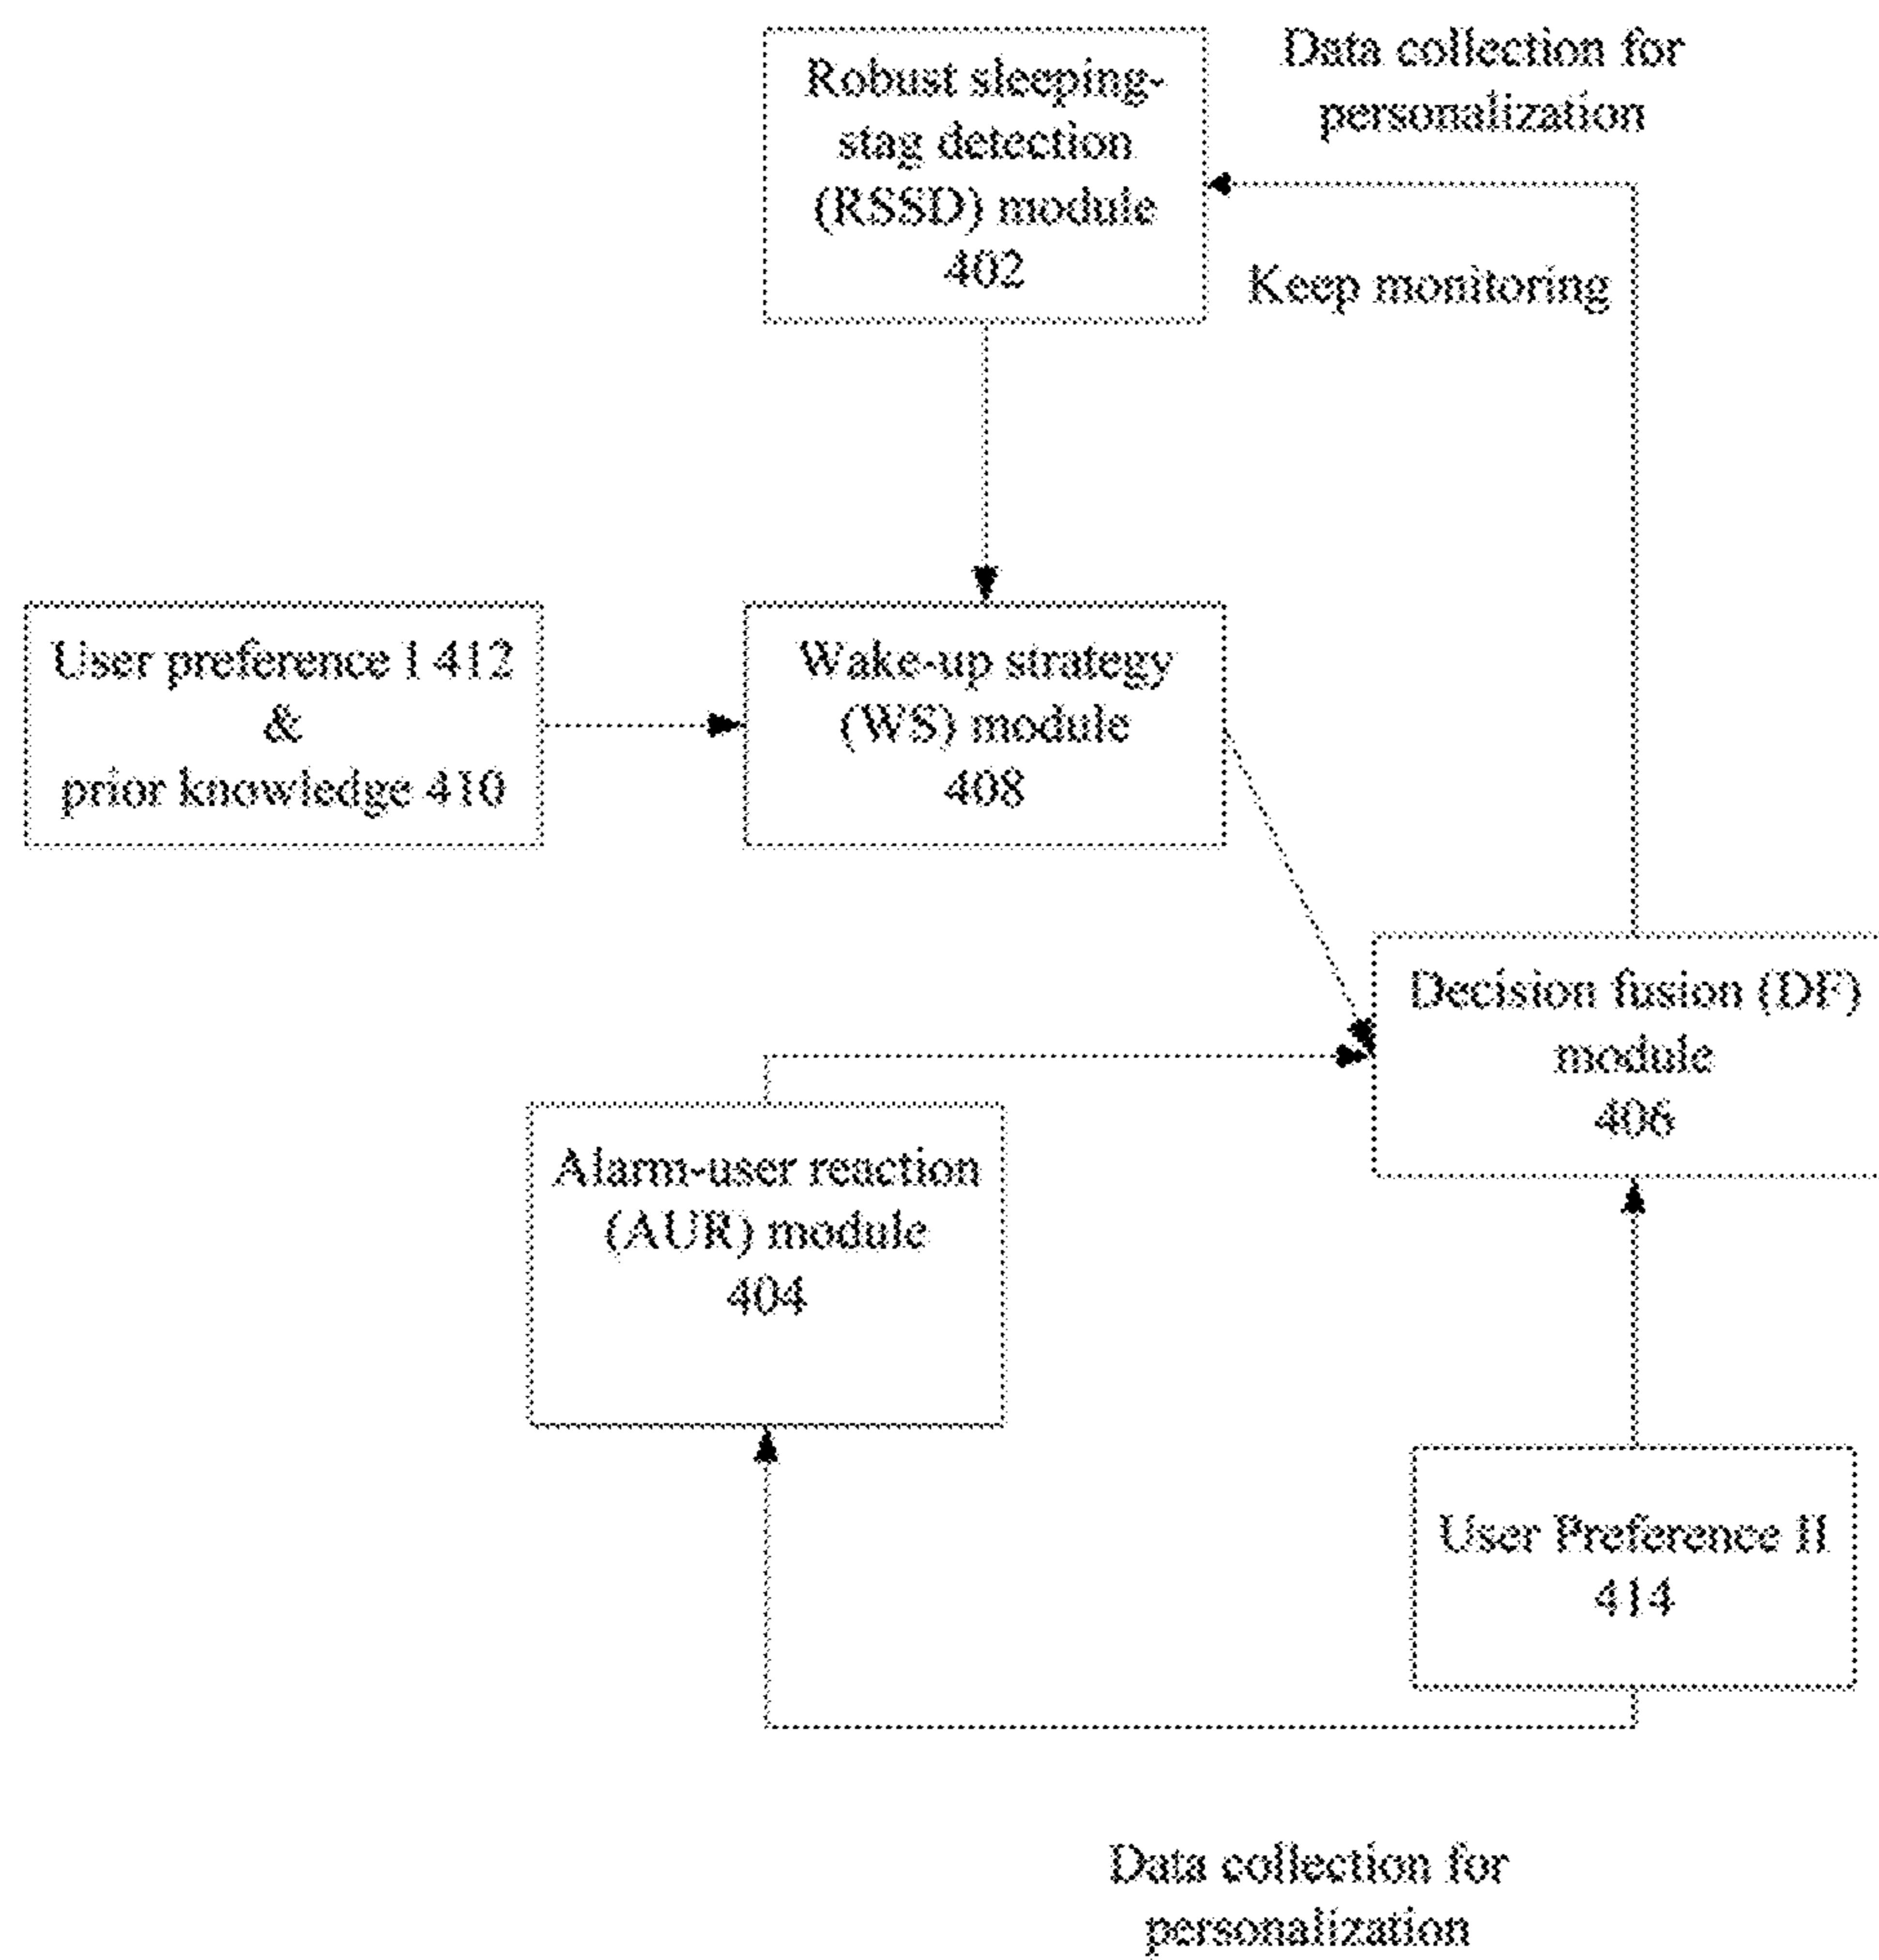 Robust sleeping-
stag detection
(RSSD) module
402
Data collection for
personalization
Keep monitoring
User preference I 412
&
prior knowledge 410
Wake-up strategy
(WS) module
408
Decision fusion (DF)
module
406
Alarm-user reaction
(AUR) module
404
User Preference II
414
Data collection for
personalization